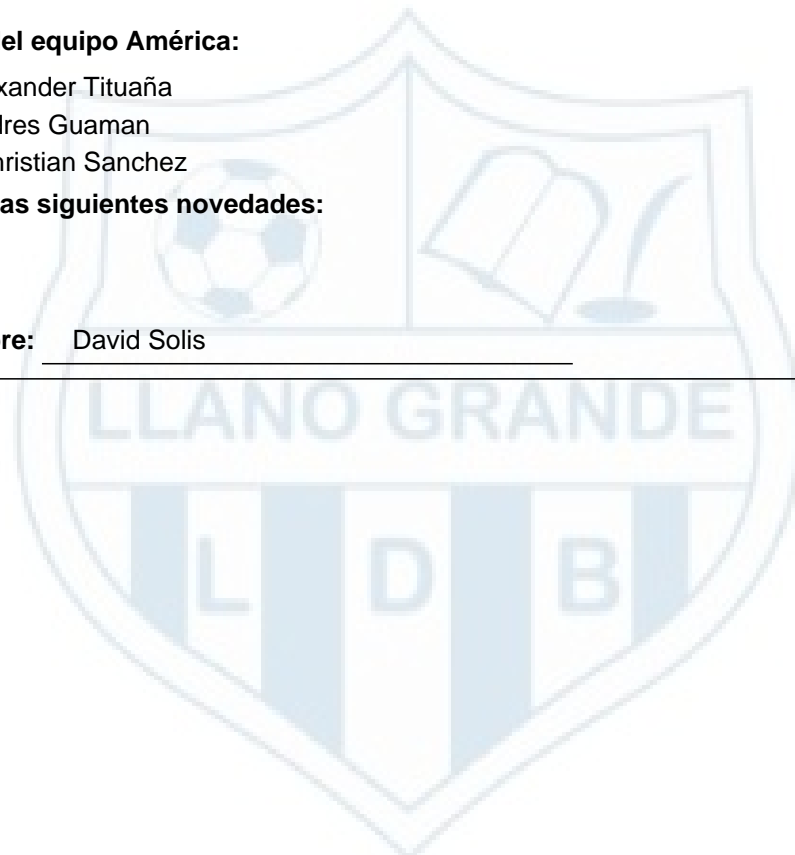 el equipo América:
xander Tituaña
dres Guaman
hristian Sanchez
as siguientes novedades:
re: David Solis
LLANO GRANDE
L D B